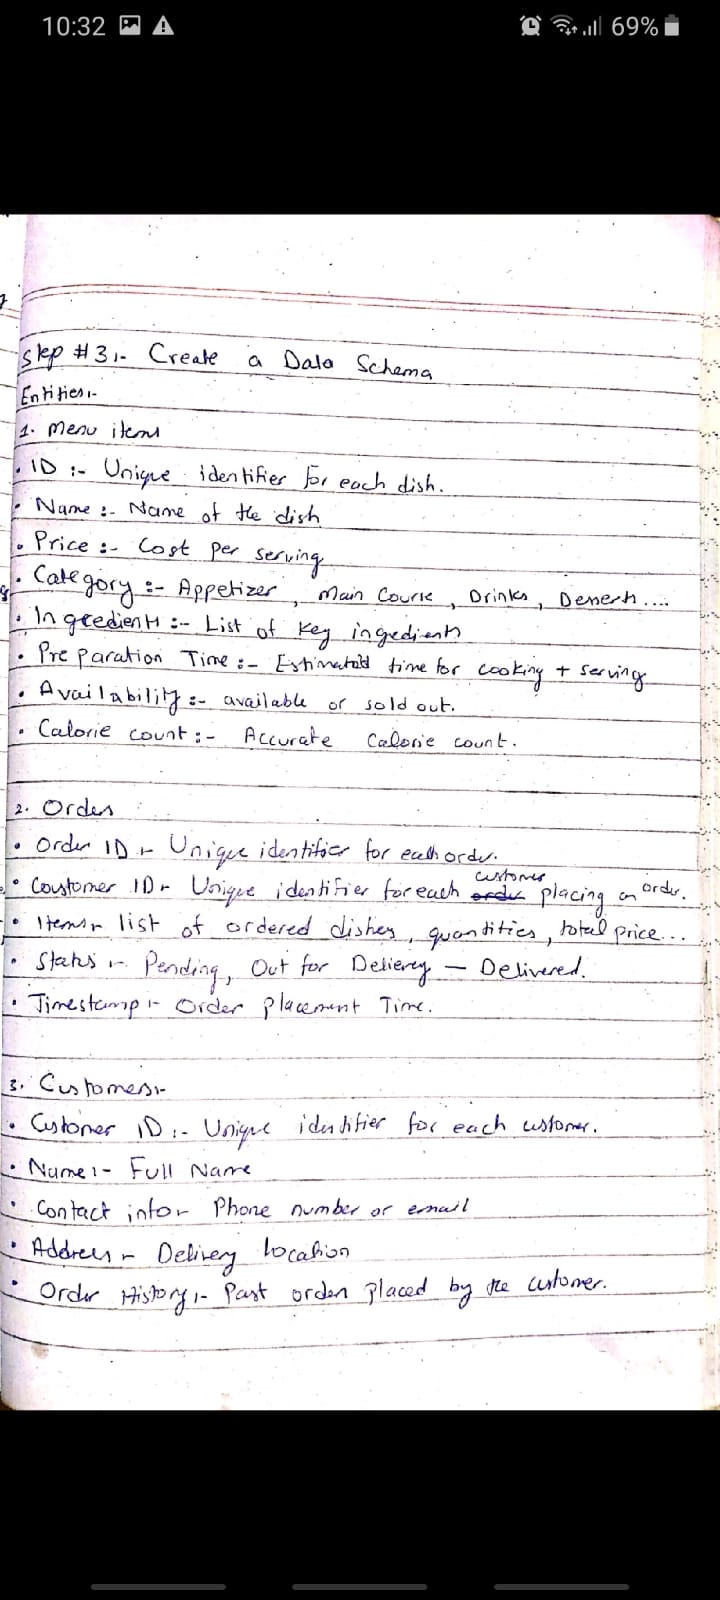 10:32
69%
Step #3:- Create a Data Schema
Entities:-
1. Menu items
• ID :- Unique identifier for each dish.
• Name :- Name of the dish
• Price :- Cost per serving
• Category :- Appetizer, Main Course, Drinks, Desserts....
• Ingredients :- List of key ingredients
• Preparation Time :- Estimated time for cooking + serving
• Availability :- available or sold out.
• Calorie count :- Accurate Calorie count.
2. Orders
• Order ID :- Unique identifier for each order.
• Coustomer ID :- Unique identifier for each customer placing an order.
• Items :- list of ordered dishes, quantities, total price...
• Status :- Pending, Out for Delierey — Delivered.
• Timestamp :- Order Placement Time.
3. Customers:-
• Customer ID :- Unique identifier for each customer.
• Name :- Full Name
• Contact info :- Phone number or email
• Address :- Delivery location
• Order History :- Past orders placed by the customer.